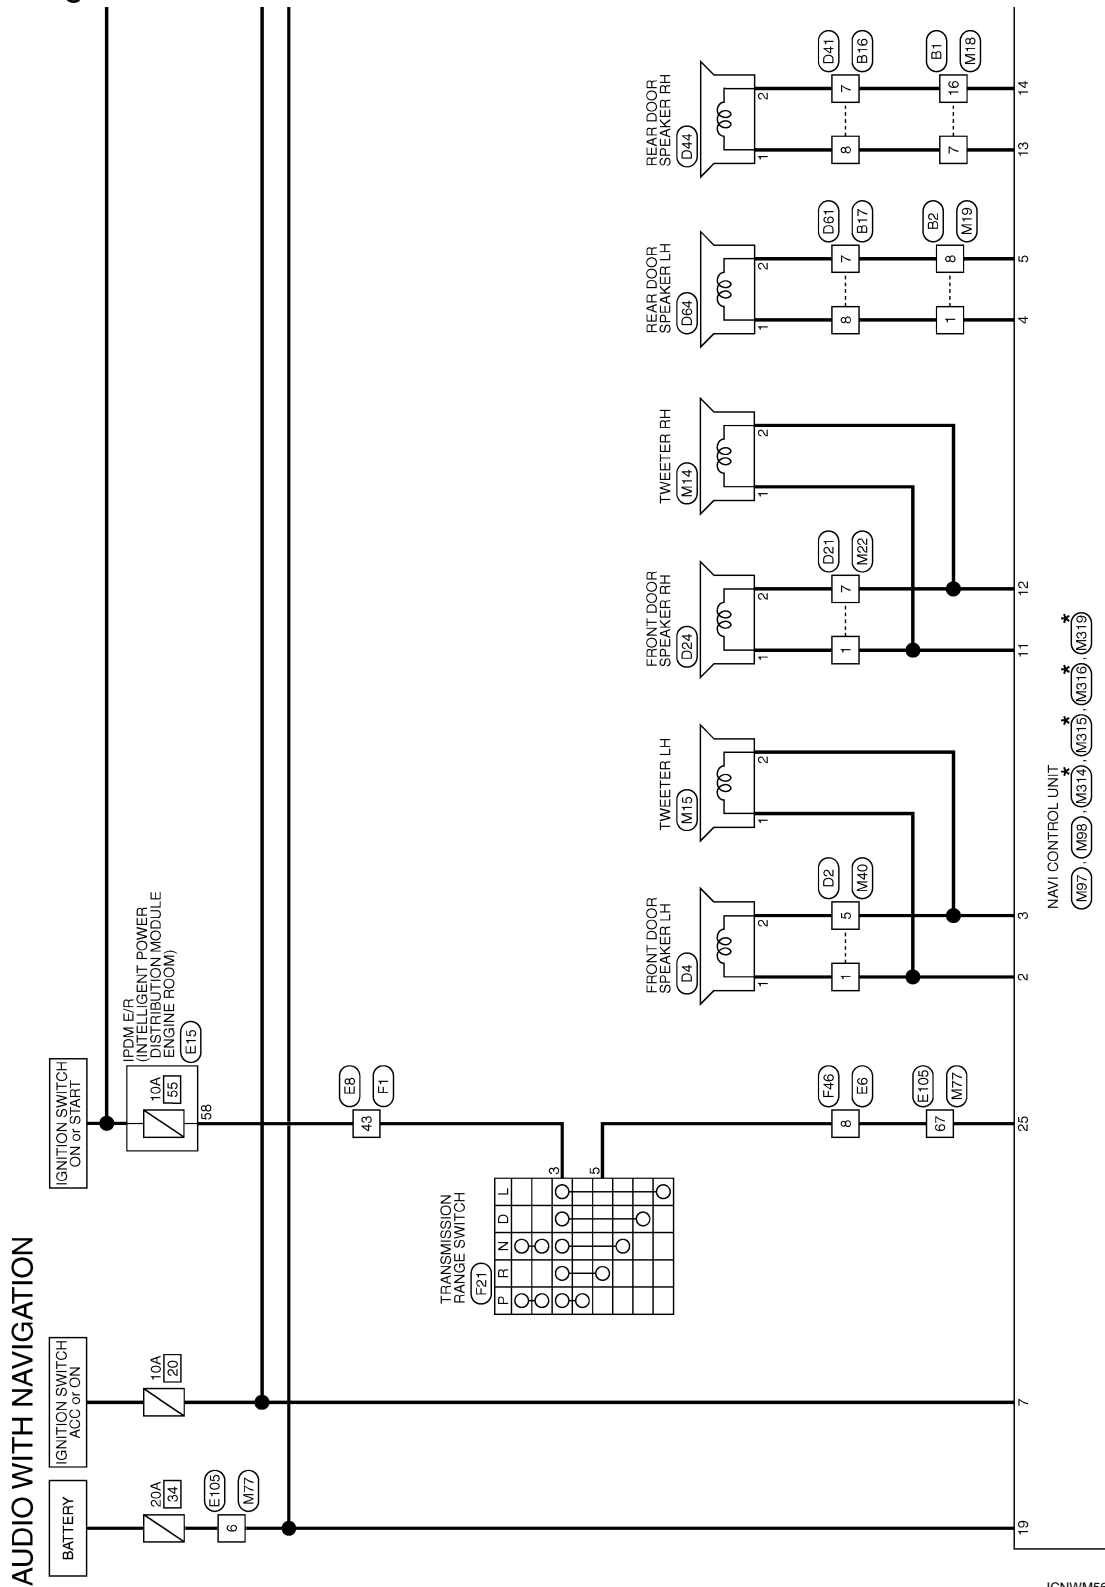 AUDIO WITH NAVIGATION
BATTERY
20A
34
E105
M77
6
19
IGNITION SWITCH
ACC or ON
10A
20
7
IGNITION SWITCH
ON or START
IPDM E/R
(INTELLIGENT POWER
DISTRIBUTION MODULE
ENGINE ROOM)
E15
10A
55
58
E8
F1
43
TRANSMISSION
RANGE SWITCH
F21
P R N D L
3
5
F46
E6
8
E105
M77
67
25
FRONT DOOR
SPEAKER LH
D4
1 2
D2
M40
1 5
2 3
TWEETER LH
M15
1 2
FRONT DOOR
SPEAKER RH
D24
1 2
D21
M22
1 7
11 12
TWEETER RH
M14
1 2
REAR DOOR
SPEAKER LH
D64
1 2
D61
B17
8 7
B2
M19
1 8
4 5
REAR DOOR
SPEAKER RH
D44
1 2
D41
B16
8 7
B1
M18
7 16
13 14
NAVI CONTROL UNIT
M97 , M98 , M314* , M315* , M316* , M319*